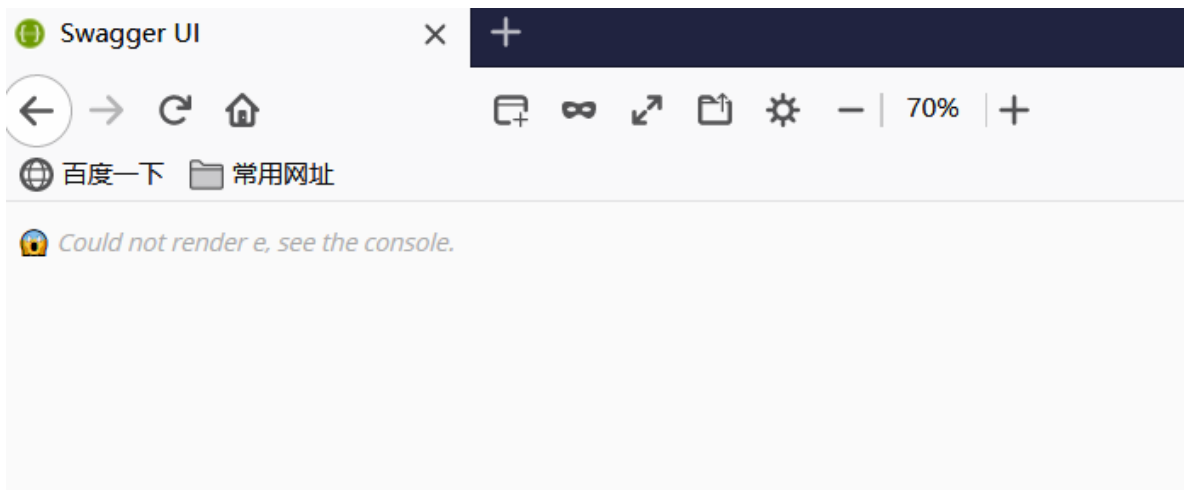 Swagger UI
70%
百度一下 常用网址
😱 Could not render e, see the console.